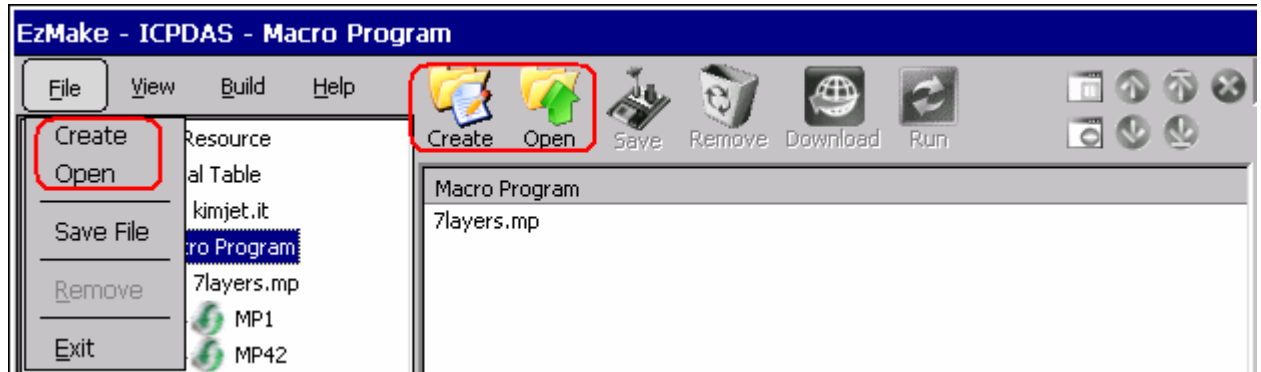 EzMake - ICPDAS - Macro Program
File View Build Help
Create Open Save Remove Download Run
Create
Open
Save File
Remove
Exit
Resource
al Table
kimjet.it
ro Program
7layers.mp
MP1
MP42
Macro Program
7layers.mp